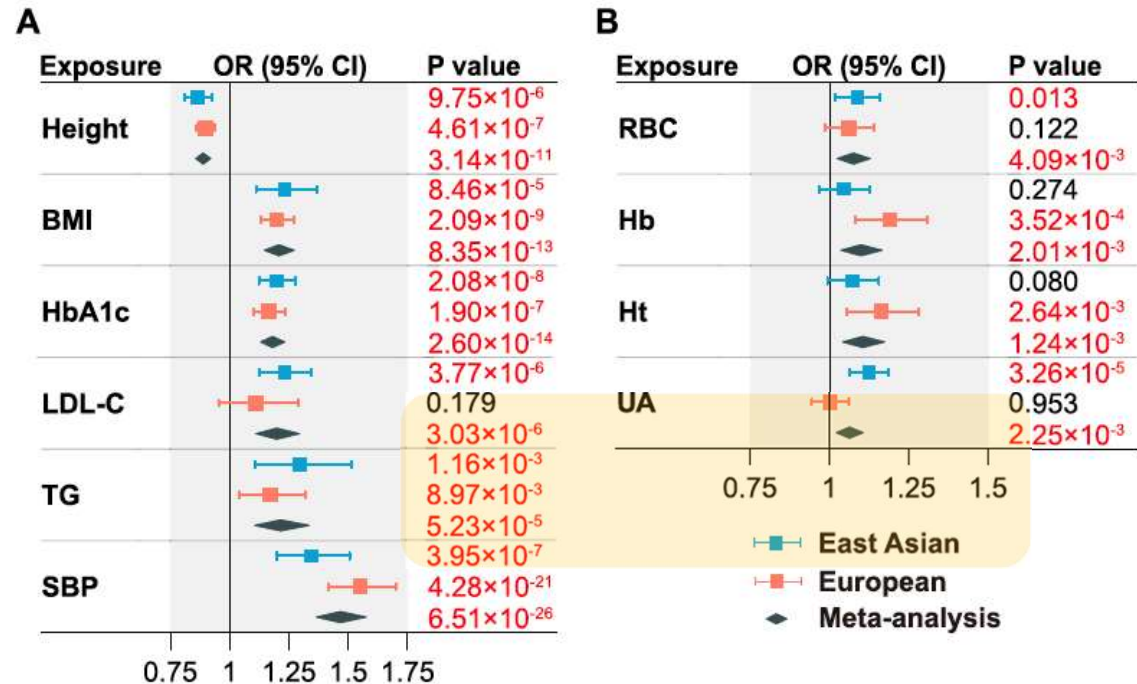 A
Exposure OR (95% CI) P value
Height 9.75×10⁻⁶
4.61×10⁻⁷
3.14×10⁻¹¹
BMI 8.46×10⁻⁵
2.09×10⁻⁹
8.35×10⁻¹³
HbA1c 2.08×10⁻⁸
1.90×10⁻⁷
2.60×10⁻¹⁴
LDL-C 3.77×10⁻⁶
0.179
3.03×10⁻⁶
TG 1.16×10⁻³
8.97×10⁻³
5.23×10⁻⁵
SBP 3.95×10⁻⁷
4.28×10⁻²¹
6.51×10⁻²⁶
0.75 1 1.25 1.5 1.75
B
Exposure OR (95% CI) P value
RBC 0.013
0.122
4.09×10⁻³
Hb 0.274
3.52×10⁻⁴
2.01×10⁻³
Ht 0.080
2.64×10⁻³
1.24×10⁻³
UA 3.26×10⁻⁵
0.953
2.25×10⁻³
0.75 1 1.25 1.5
East Asian
European
Meta-analysis